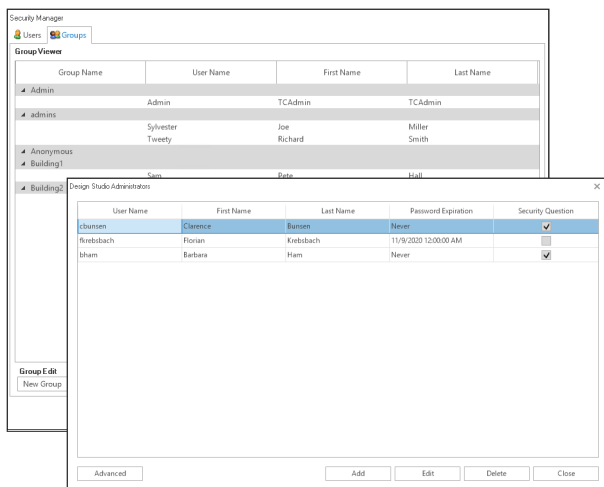 Security Manager
Users Groups
Group Viewer
Group Name User Name First Name Last Name
Admin
Admin TCAdmin TCAdmin
admins
Sylvester Joe Miller
Tweety Richard Smith
Anonymous
Building1
Sam Pete Hall
Building2
Group Edit
New Group
Design Studio Administrators
User Name First Name Last Name Password Expiration Security Question
cbunsen Clarence Bunsen Never
fkrebsbach Florian Krebsbach 11/9/2020 12:00:00 AM
bham Barbara Ham Never
Advanced Add Edit Delete Close